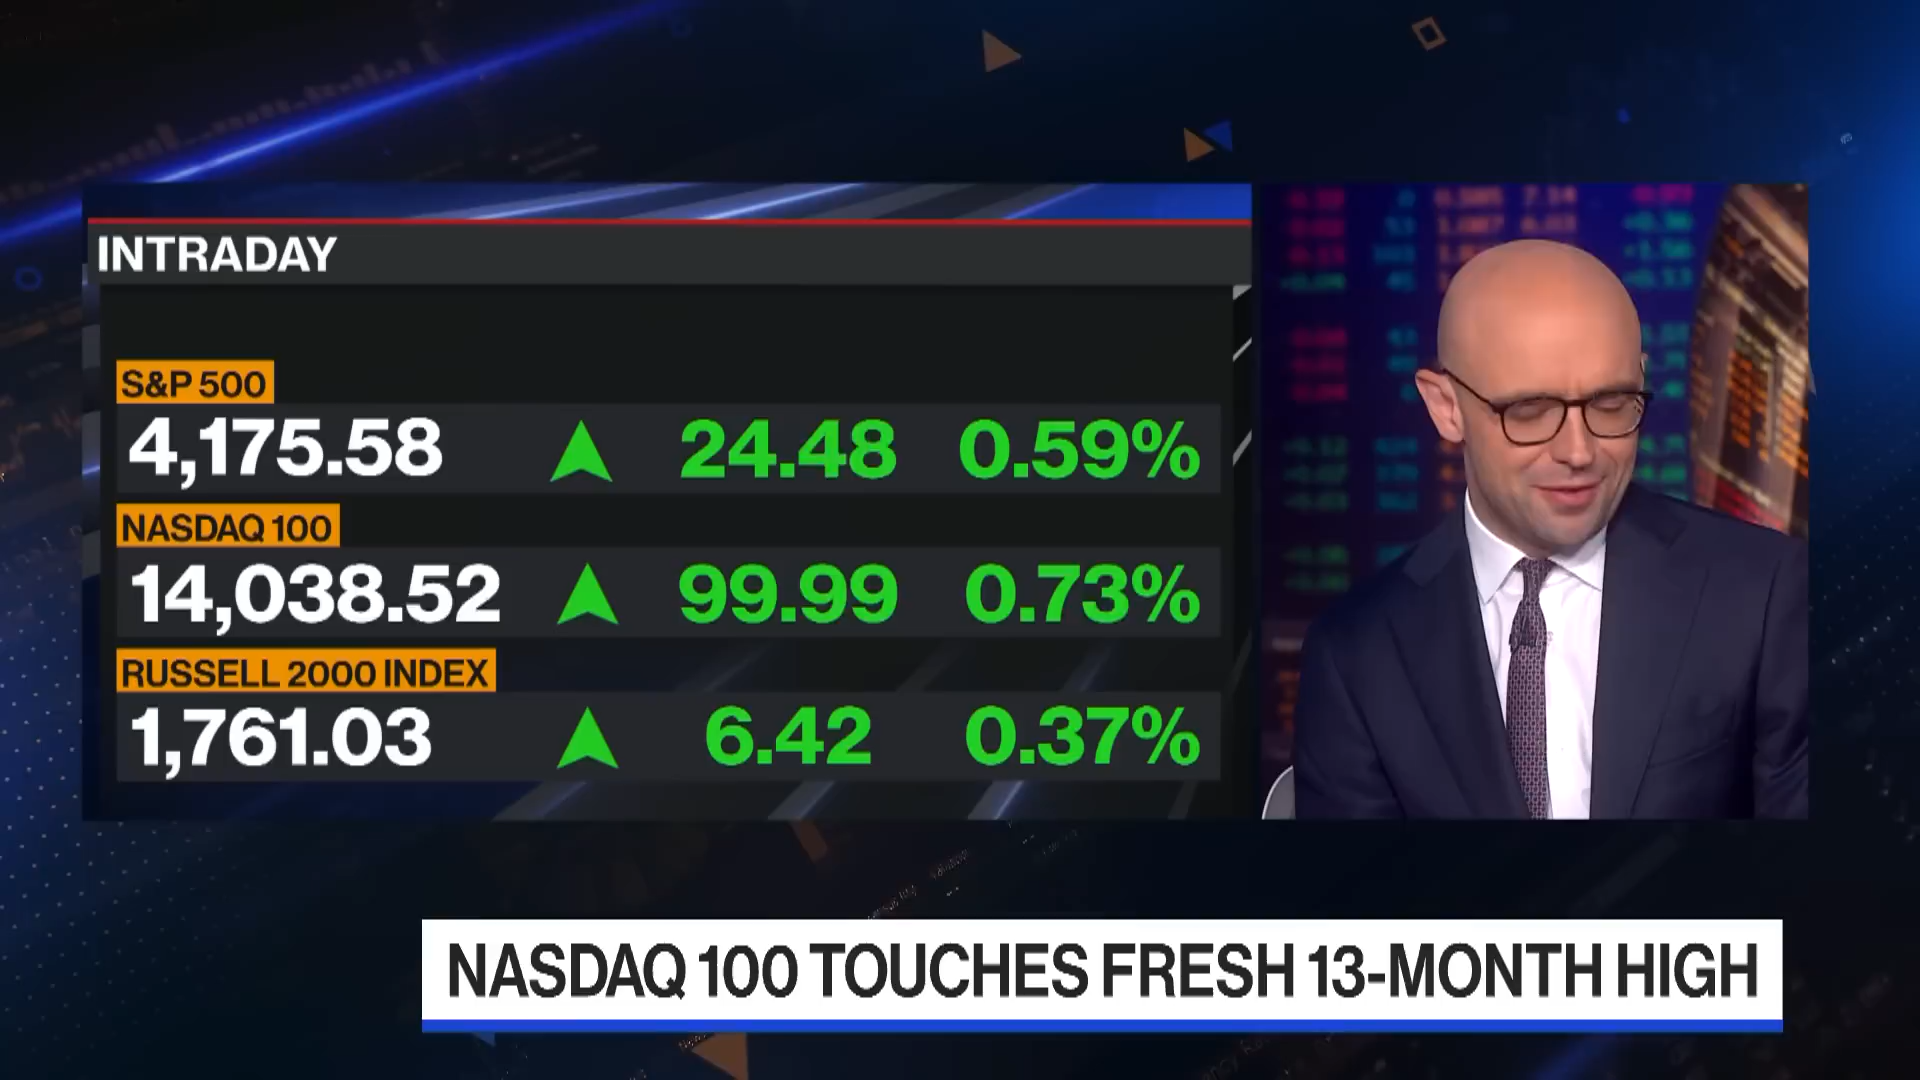 INTRADAY
S&P 500
4,175.58 ▲ 24.48 0.59%
NASDAQ 100
14,038.52 ▲ 99.99 0.73%
RUSSELL 2000 INDEX
1,761.03 ▲ 6.42 0.37%
NASDAQ 100 TOUCHES FRESH 13-MONTH HIGH